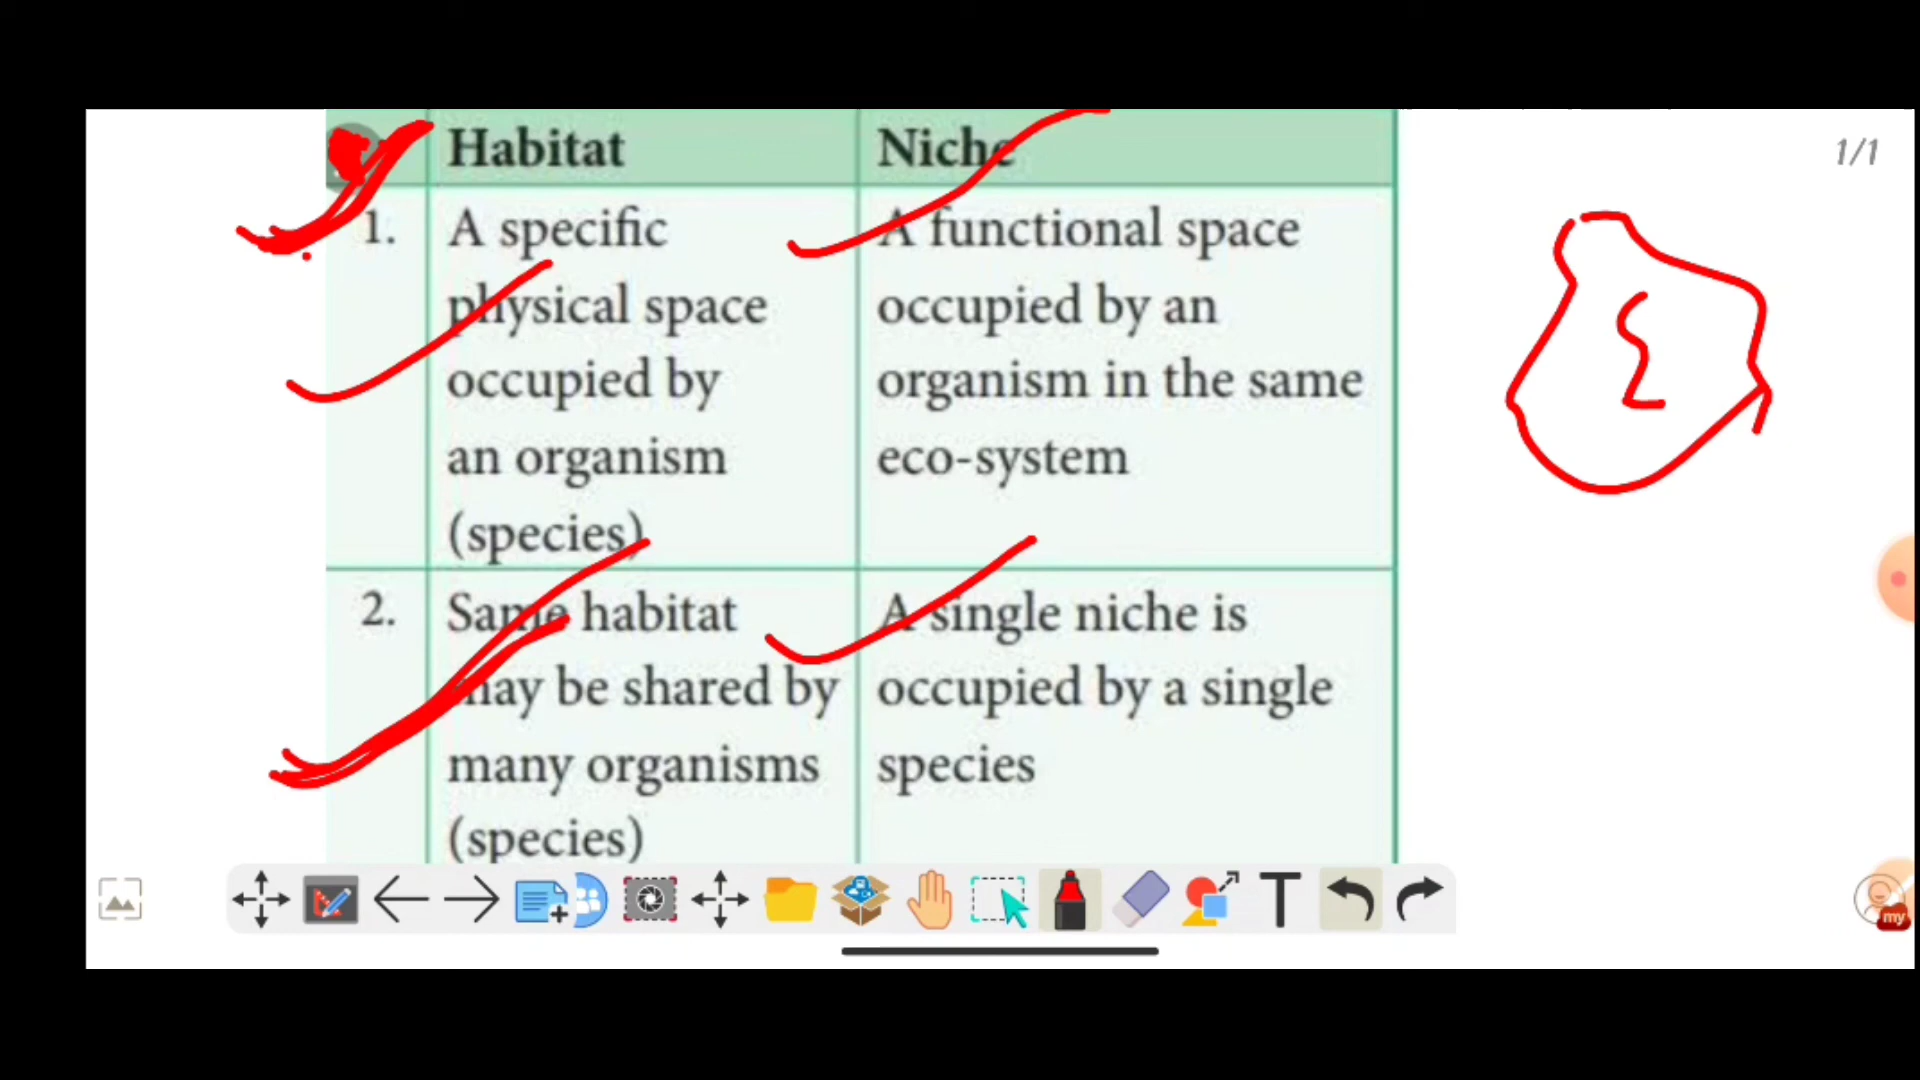 1/1
Habitat
Niche
1.
A specific
physical space
occupied by
an organism
(species)
A functional space
occupied by an
organism in the same
eco-system
2.
Same habitat
may be shared by
many organisms
(species)
A single niche is
occupied by a single
species
T
my